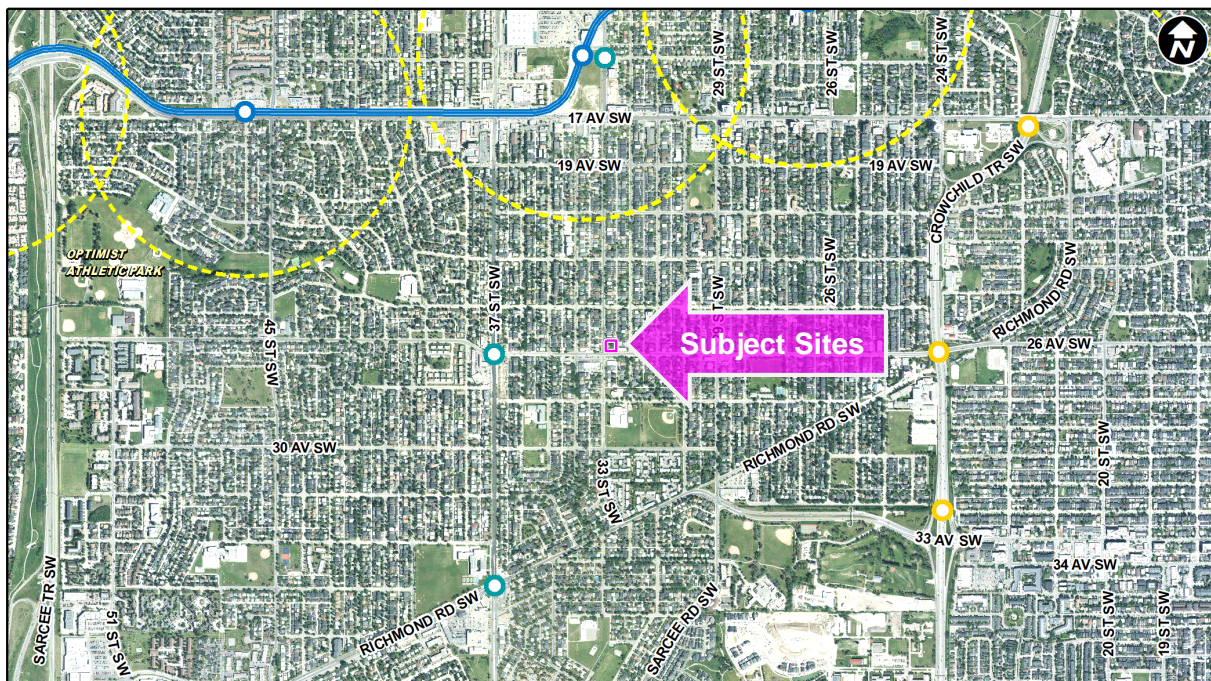 N
29 ST SW
26 ST SW
24 ST SW
17 AV SW
19 AV SW
19 AV SW
CROWCHILD TR SW
OPTIMIST
ATHLETIC PARK
37 ST SW
26 ST SW
RICHMOND RD SW
45 ST SW
9 ST SW
Subject Sites
26 AV SW
30 AV SW
RICHMOND RD SW
33 ST SW
20 ST SW
33 AV SW
34 AV SW
SARCEE TR SW
51 ST SW
RICHMOND RD SW
SARCEE RD SW
20 ST SW
19 ST SW